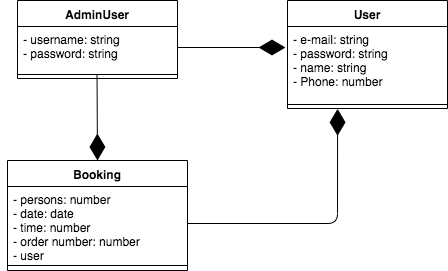 AdminUser
- username: string
- password: string
User
- e-mail: string
- password: string
- name: string
- Phone: number
Booking
- persons: number
- date: date
- time: number
- order number: number
- user